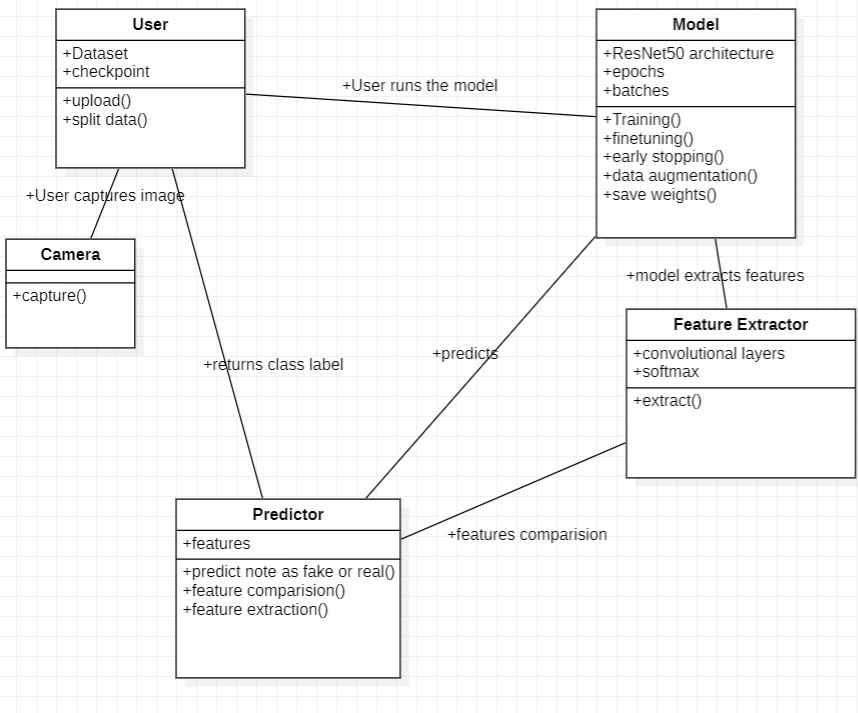 User
+Dataset
+checkpoint
+upload()
+split data()
+User runs the model
Model
+ResNet50 architecture
+epochs
+batches
+Training()
+finetuning()
+early stopping()
+data augmentation()
+save weights()
+User captures image
Camera
+capture()
+model extracts features
Feature Extractor
+convolutional layers
+softmax
+extract()
+returns class label
+predicts
+features comparision
Predictor
+features
+predict note as fake or real()
+feature comparision()
+feature extraction()